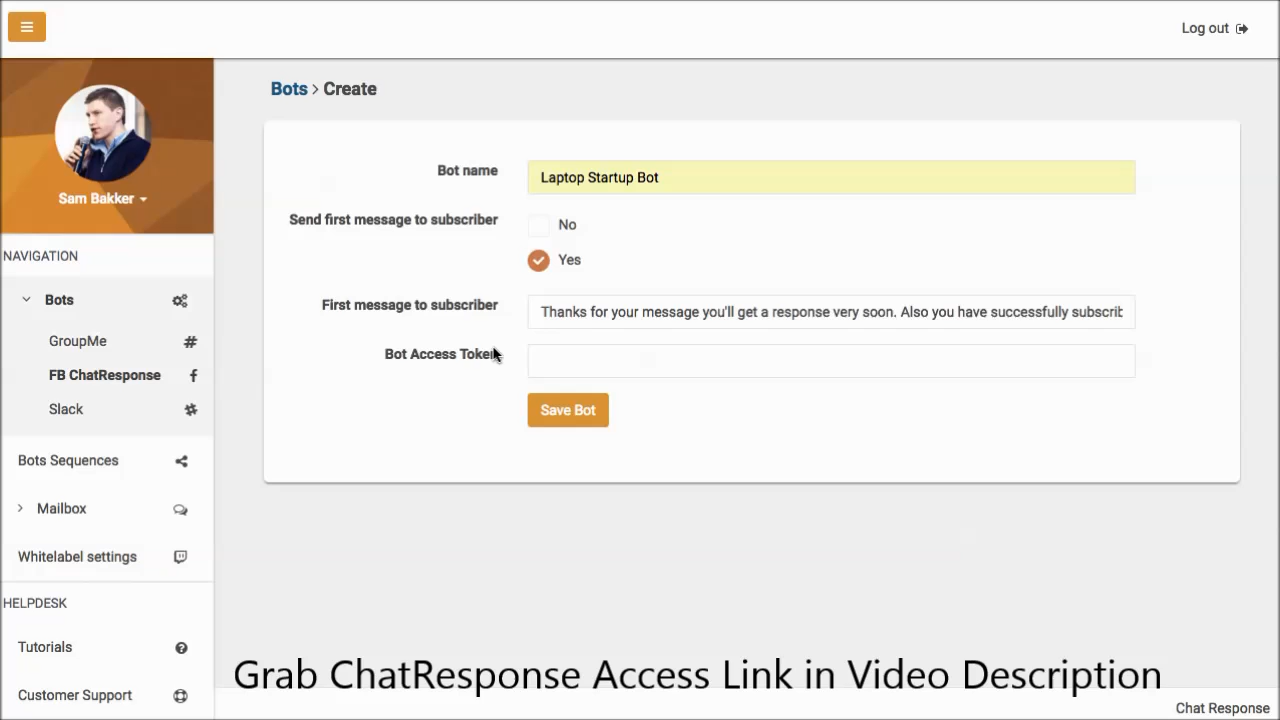 Log out
Sam Bakker
NAVIGATION
Bots
GroupMe
FB ChatResponse
Slack
Bots Sequences
Mailbox
Whitelabel settings
HELPDESK
Tutorials
Customer Support
Bots > Create
Bot name
Laptop Startup Bot
Send first message to subscriber
No
Yes
First message to subscriber
Thanks for your message you'll get a response very soon. Also you have successfully subscrit
Bot Access Token
Save Bot
Grab ChatResponse Access Link in Video Description
Chat Response